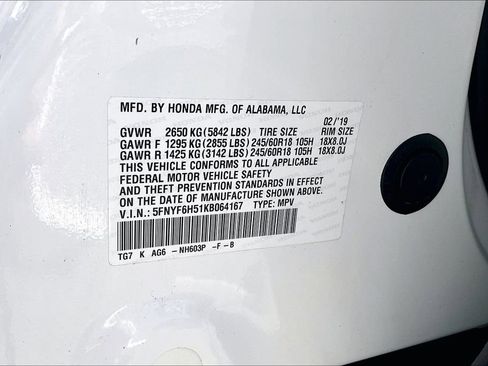 MFD. BY HONDA MFG. OF ALABAMA, LLC
02/'19
GVWR 2650 KG(5842 LBS) TIRE SIZE RIM SIZE
GAWR F 1295 KG(2855 LBS)245/60R18 105H 18X8.0J
GAWR R 1425 KG(3142 LBS)245/60R18 105H 18X8.0J
THIS VEHICLE CONFORMS TO ALL APPLICABLE
FEDERAL MOTOR VEHICLE SAFETY
AND THEFT PREVENTION STANDARDS IN EFFECT
ON THE DATE OF MANUFACTURE SHOWN ABOVE.
V.I.N.: 5FNYF6H51KB064167 TYPE: MPV
TG7 K AG6 -NH603P -F-B